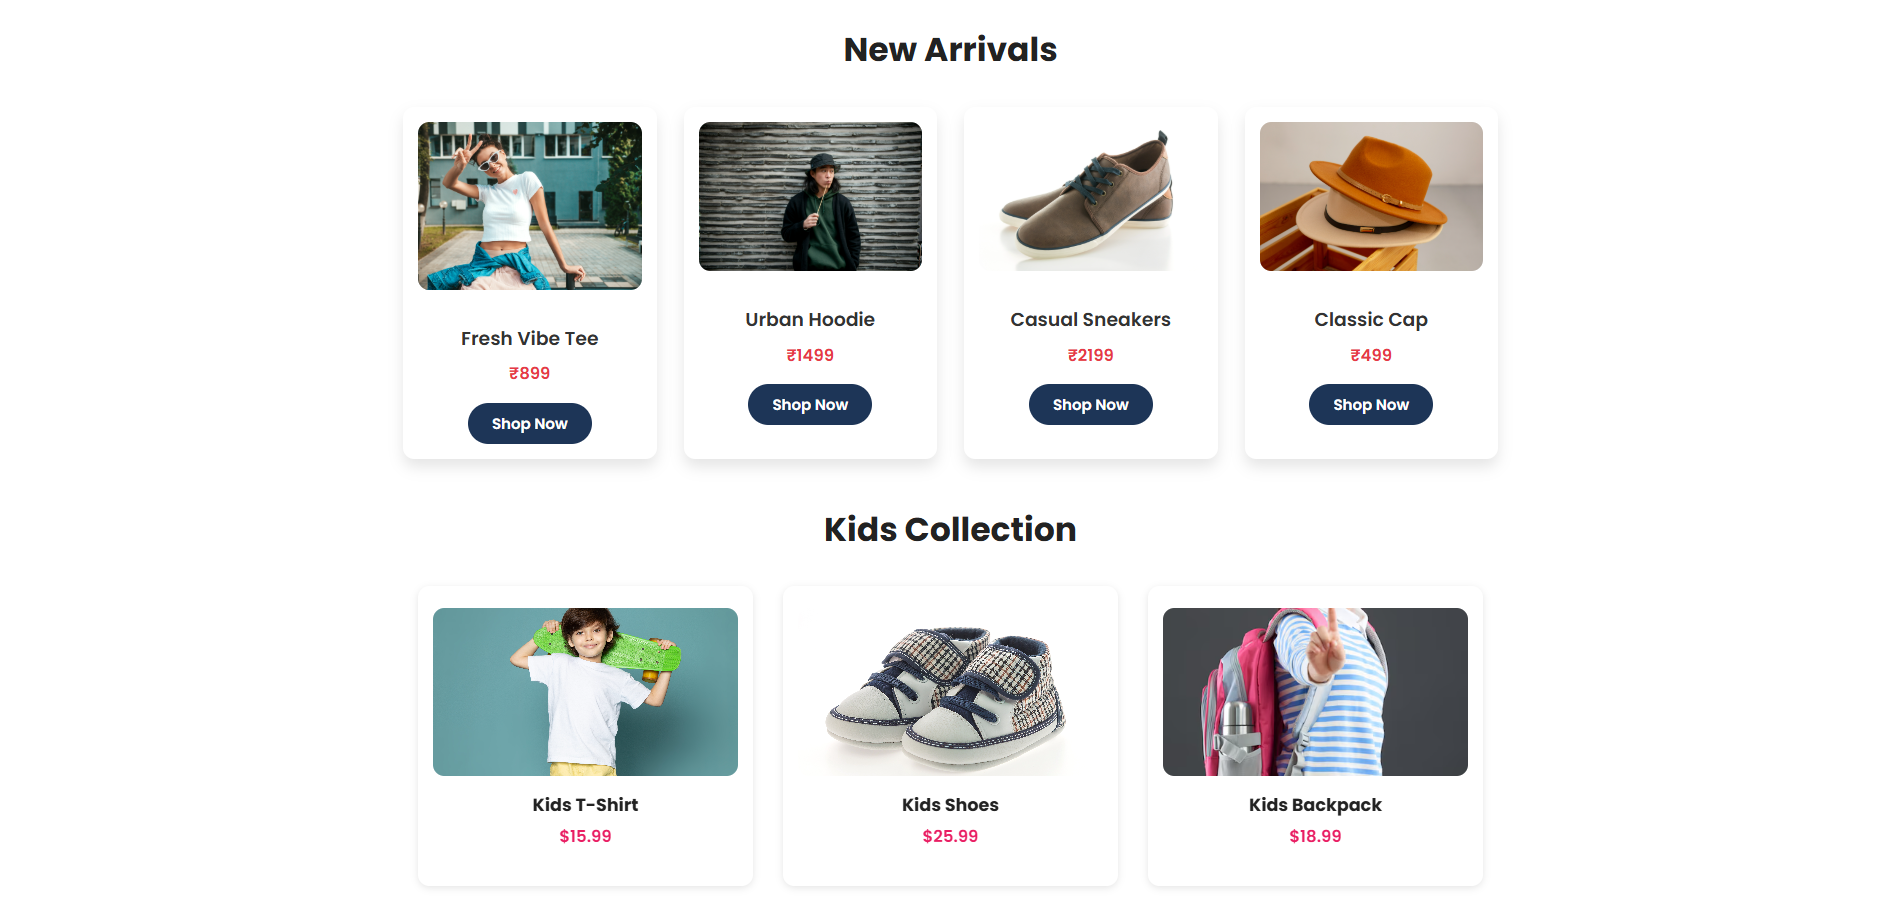 New Arrivals
Fresh Vibe Tee
₹899
Shop Now
Urban Hoodie
₹1499
Shop Now
Casual Sneakers
₹2199
Shop Now
Classic Cap
₹499
Shop Now
Kids Collection
Kids T-Shirt
$15.99
Kids Shoes
$25.99
Kids Backpack
$18.99